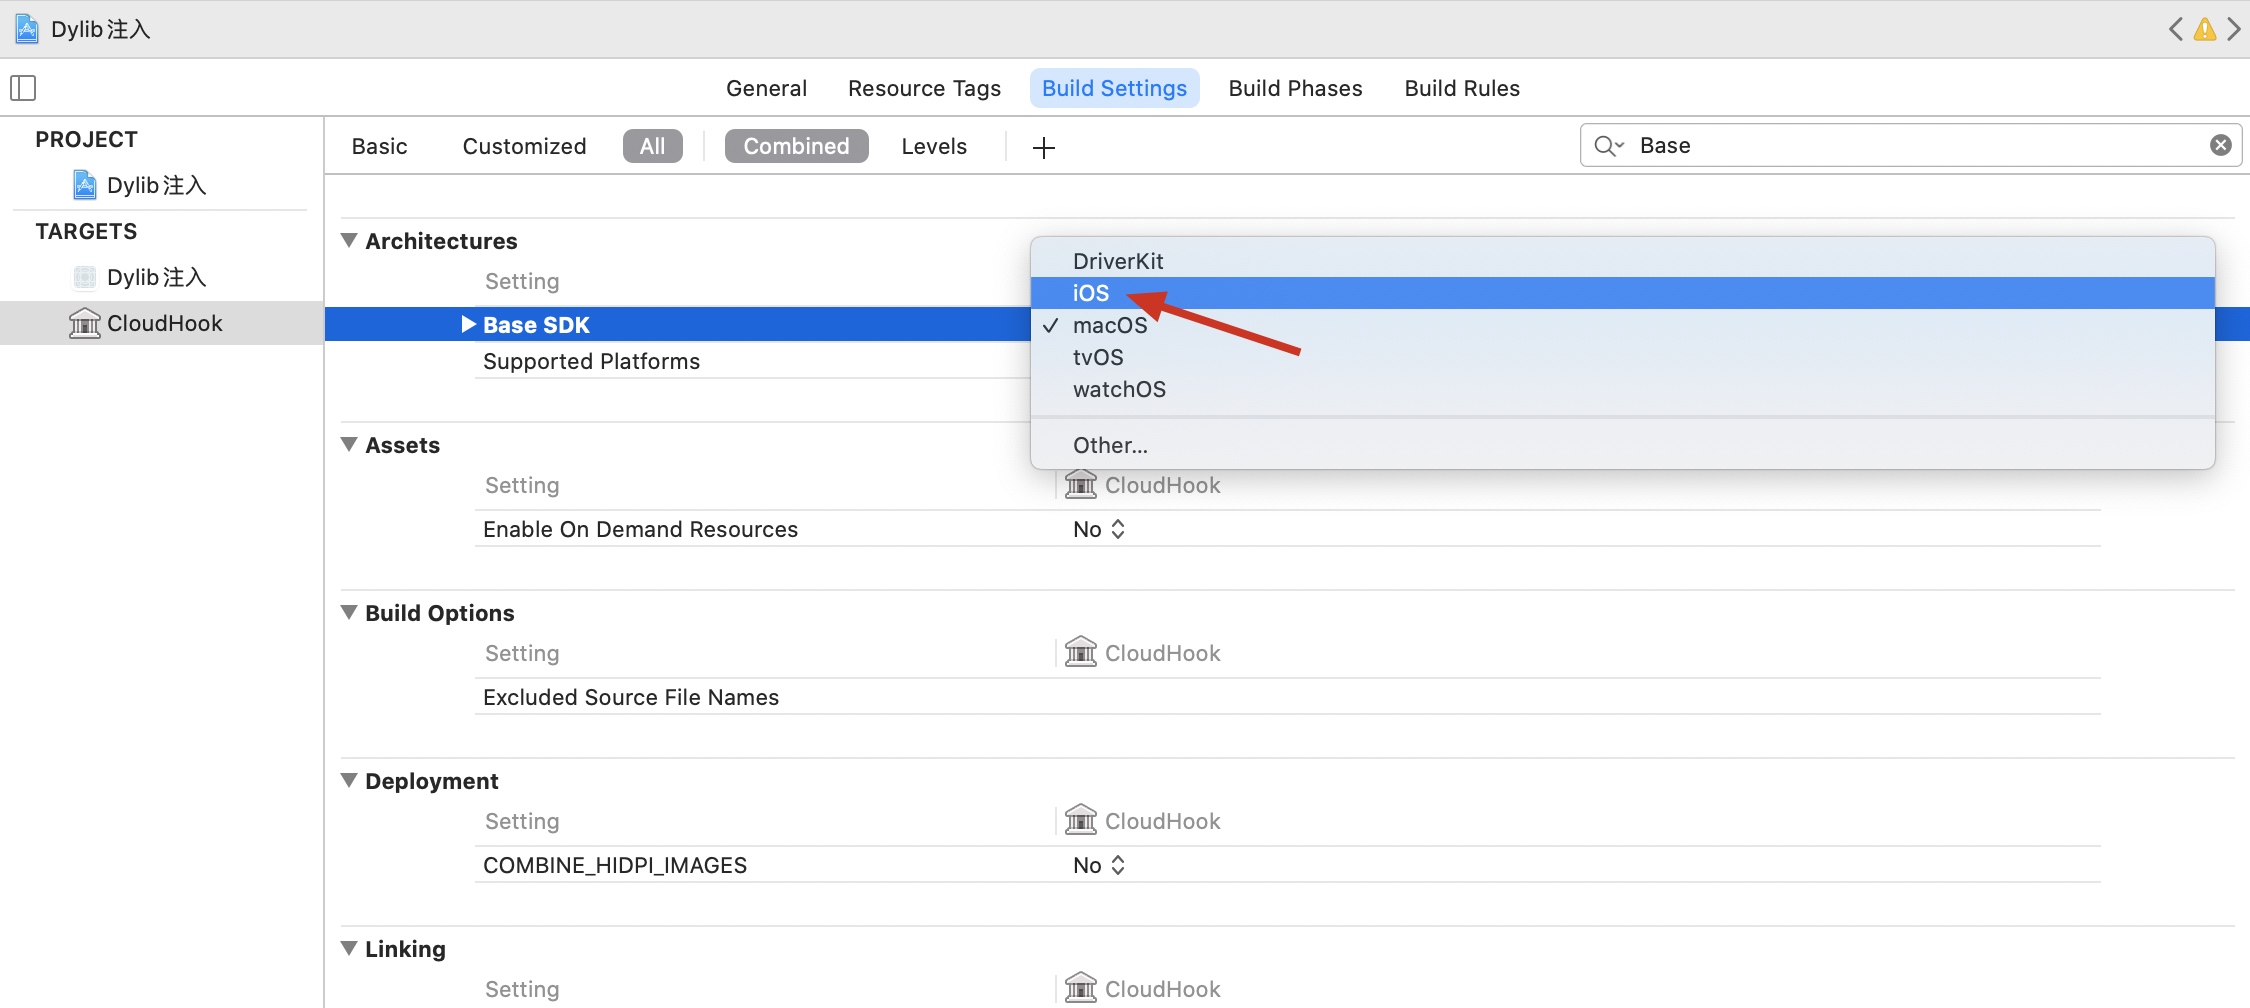 Dylib注入
General Resource Tags Build Settings Build Phases Build Rules
PROJECT
Dylib注入
TARGETS
Dylib注入
CloudHook
Basic Customized All Combined Levels Base
Architectures
Setting
Base SDK
Supported Platforms
DriverKit
iOS
macOS
tvOS
watchOS
Other...
Assets
Setting CloudHook
Enable On Demand Resources No
Build Options
Setting CloudHook
Excluded Source File Names
Deployment
Setting CloudHook
COMBINE_HIDPI_IMAGES No
Linking
Setting CloudHook